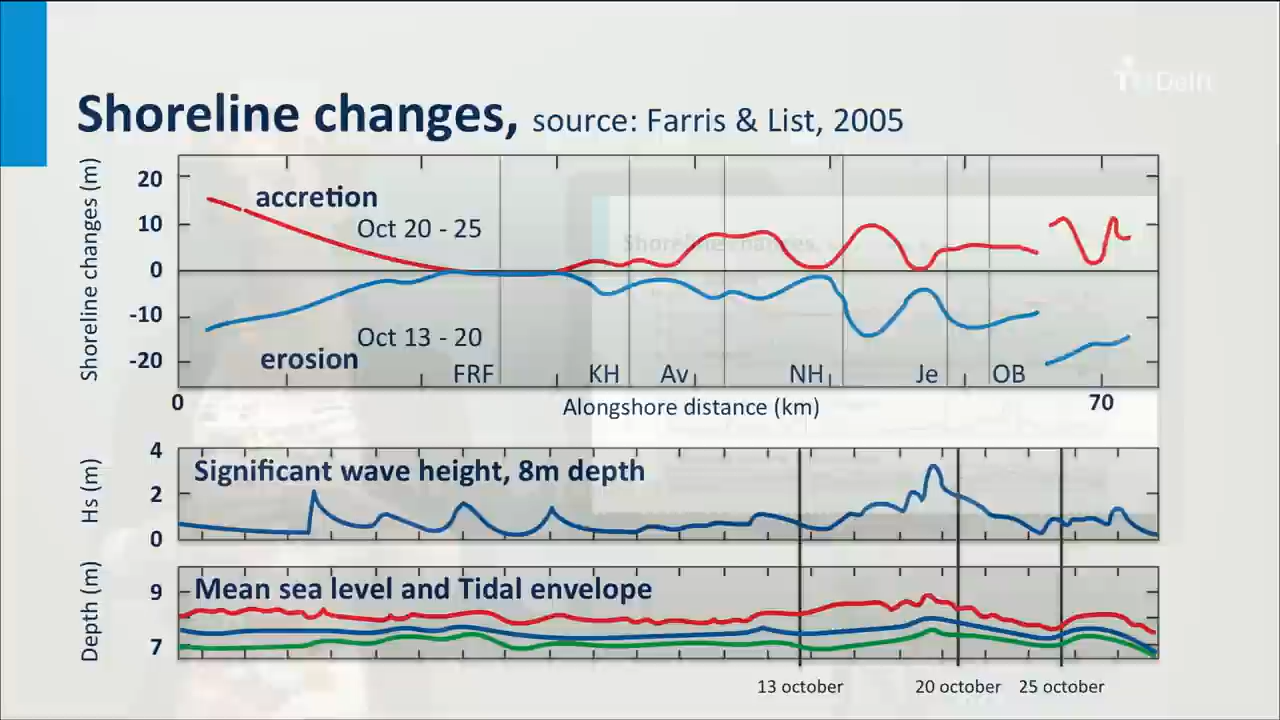 TU Delft
Shoreline changes, source: Farris & List, 2005
Shoreline changes (m)
20
10
0
-10
-20
accretion
Oct 20 - 25
Shoreline changes,
Oct 13 - 20
erosion
FRF
KH
Av
NH
Je
OB
0
Alongshore distance (km)
70
Hs (m)
4
2
0
Significant wave height, 8m depth
Depth (m)
9
7
Mean sea level and Tidal envelope
13 october
20 october
25 october